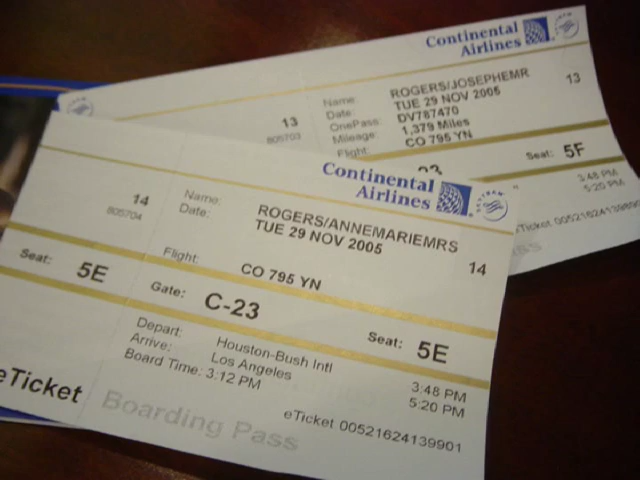 Continental
Airlines
13
805703
Name: ROGERS/JOSEPHEMR
Date: TUE 29 NOV 2005
OnePass: DV787470
Mileage: 1,379 Miles
Flight: CO 795 YN
13
Seat: 5F
3:48 PM
5:20 PM
Continental
Airlines
14
805704
Name: ROGERS/ANNEMARIEMRS
Date: TUE 29 NOV 2005
14
Flight: CO 795 YN
Seat: 5E
Gate: C-23
Seat: 5E
Depart: Houston-Bush Intl 3:48 PM
Arrive: Los Angeles 5:20 PM
Board Time: 3:12 PM
eTicket
eTicket 00521624139901
Boarding Pass